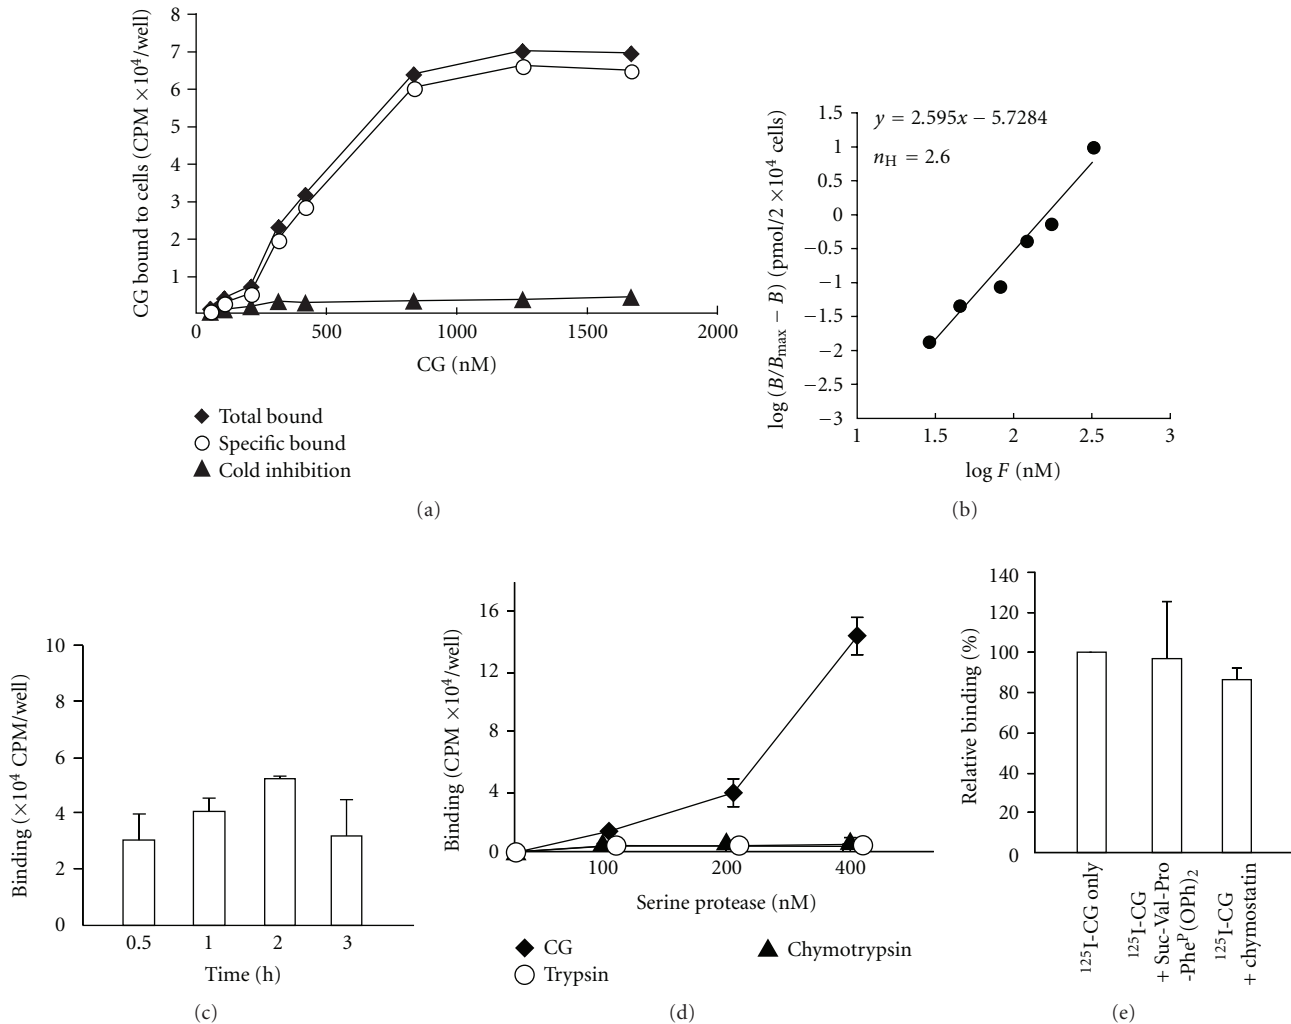 8
7
6
5
4
3
2
1
0
500
1000
1500
2000
CG bound to cells (CPM ×10⁴/well)
CG (nM)
Total bound
Specific bound
Cold inhibition
(a)
y = 2.595x − 5.7284
n_H = 2.6
1.5
1
0.5
0
−0.5
−1
−1.5
−2
−2.5
−3
1
1.5
2
2.5
3
log (B/B_max − B) (pmol/2 ×10⁴ cells)
log F (nM)
(b)
10
8
6
4
2
0
0.5
1
2
3
Binding (×10⁴ CPM/well)
Time (h)
(c)
16
12
8
4
0
100
200
400
Binding (CPM ×10⁴/well)
Serine protease (nM)
CG
Chymotrypsin
Trypsin
(d)
140
120
100
80
60
40
20
0
Relative binding (%)
¹²⁵I-CG only
¹²⁵I-CG
+ Suc-Val-Pro
-Pheᴾ(OPh)₂
¹²⁵I-CG
+ chymostatin
(e)